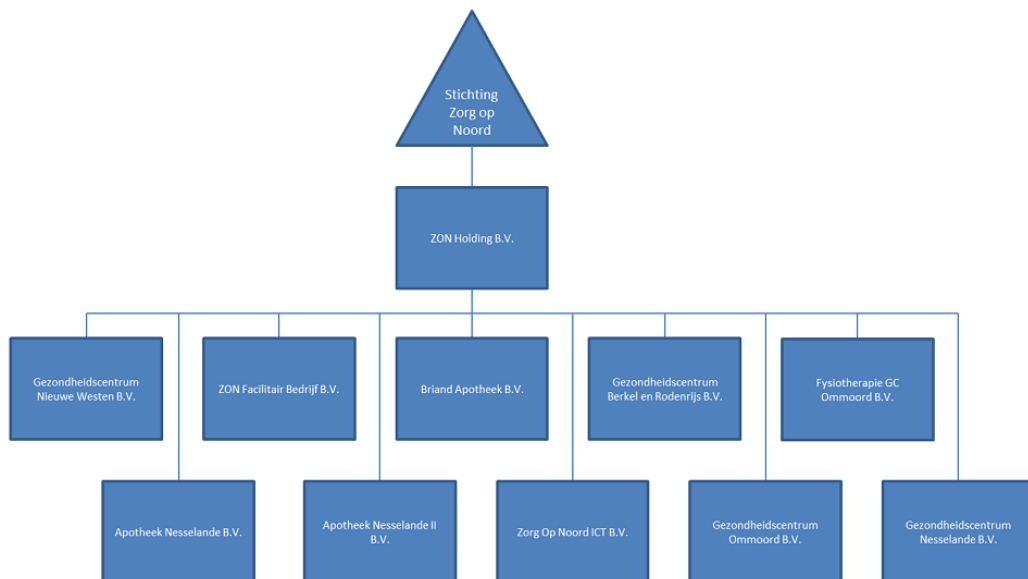 Stichting
Zorg op
Noord
ZON Holding B.V.
Gezondheidscentrum
Nieuwe Westen B.V.
ZON Facilitair Bedrijf B.V.
Briand Apotheek B.V.
Gezondheidscentrum
Berkel en Rodenrijs B.V.
Fysiotherapie GC
Ommoord B.V.
Apotheek Nesselande B.V.
Apotheek Nesselande II
B.V.
Zorg Op Noord ICT B.V.
Gezondheidscentrum
Ommoord B.V.
Gezondheidscentrum
Nesselande B.V.